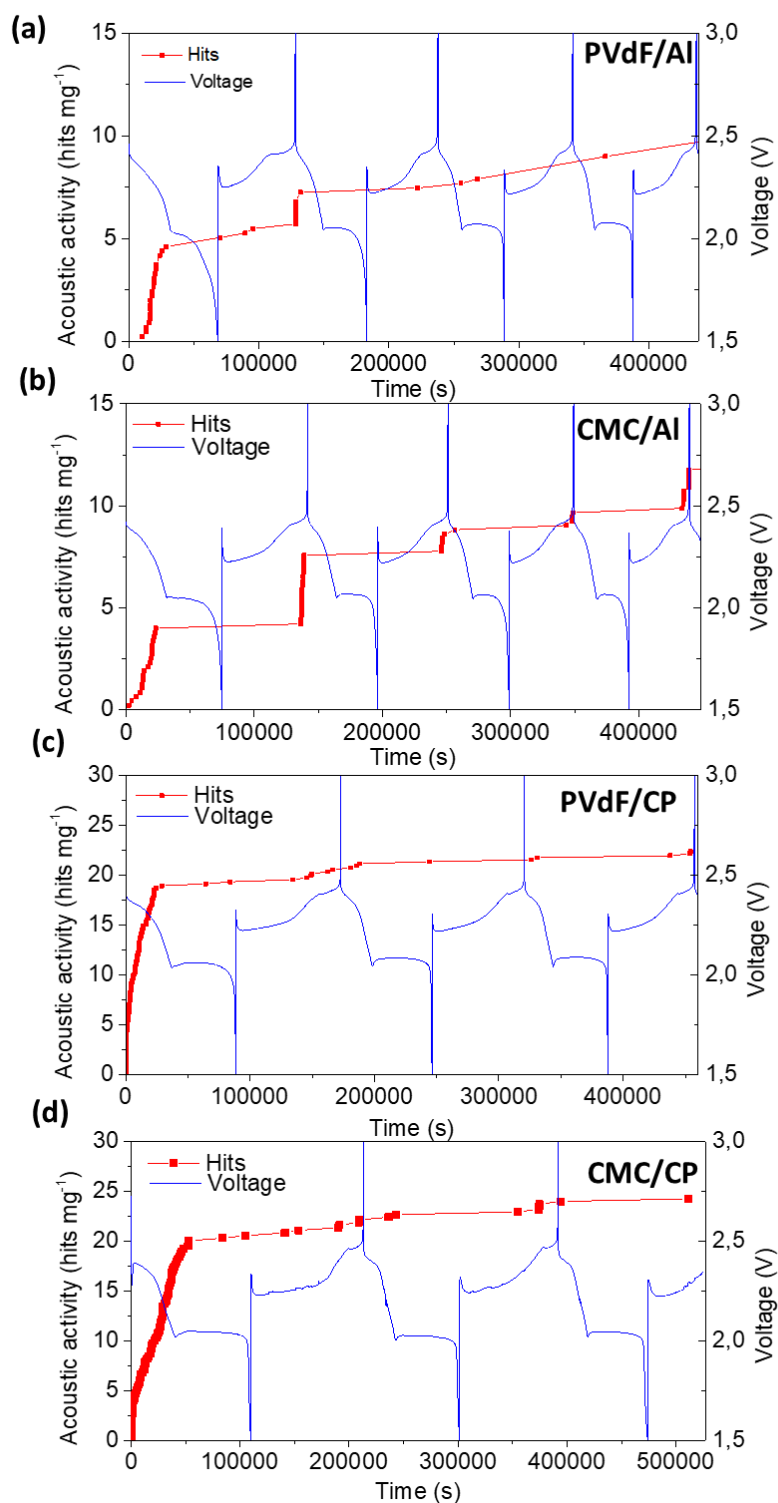 (a)
15
10
5
0
Acoustic activity (hits mg⁻¹)
Hits
Voltage
PVdF/Al
3,0
2,5
2,0
1,5
Voltage (V)
0 100000 200000 300000 400000
Time (s)
(b)
15
10
5
0
Acoustic activity (hits mg⁻¹)
Hits
Voltage
CMC/Al
3,0
2,5
2,0
1,5
Voltage (V)
0 100000 200000 300000 400000
Time (s)
(c)
30
25
20
15
10
5
0
Acoustic activity (hits mg⁻¹)
Hits
Voltage
PVdF/CP
3,0
2,5
2,0
1,5
Voltage (V)
0 100000 200000 300000 400000
Time (s)
(d)
30
25
20
15
10
5
0
Acoustic activity (hits mg⁻¹)
Hits
Voltage
CMC/CP
3,0
2,5
2,0
1,5
Voltage (V)
0 100000 200000 300000 400000 500000
Time (s)